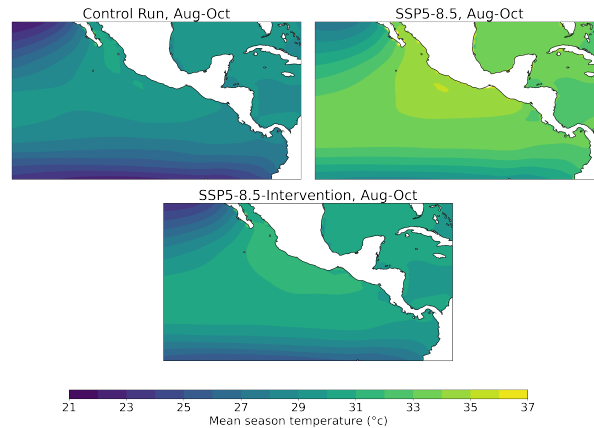 Control Run, Aug-Oct
SSP5-8.5, Aug-Oct
SSP5-8.5-Intervention, Aug-Oct
21 23 25 27 29 31 33 35 37
Mean season temperature (°c)